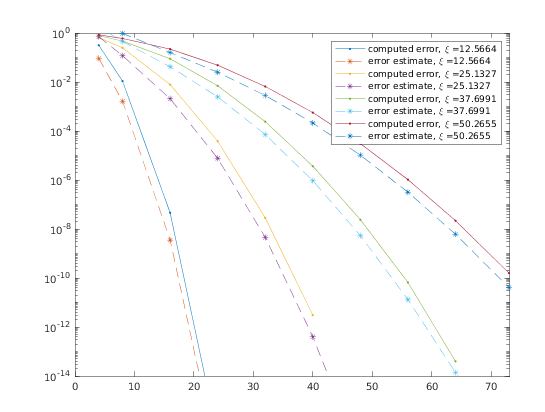 10^0
10^-2
10^-4
10^-6
10^-8
10^-10
10^-12
10^-14
computed error, ξ =12.5664
error estimate, ξ =12.5664
computed error, ξ =25.1327
error estimate, ξ =25.1327
computed error, ξ =37.6991
error estimate, ξ =37.6991
computed error, ξ =50.2655
error estimate, ξ =50.2655
0 10 20 30 40 50 60 70